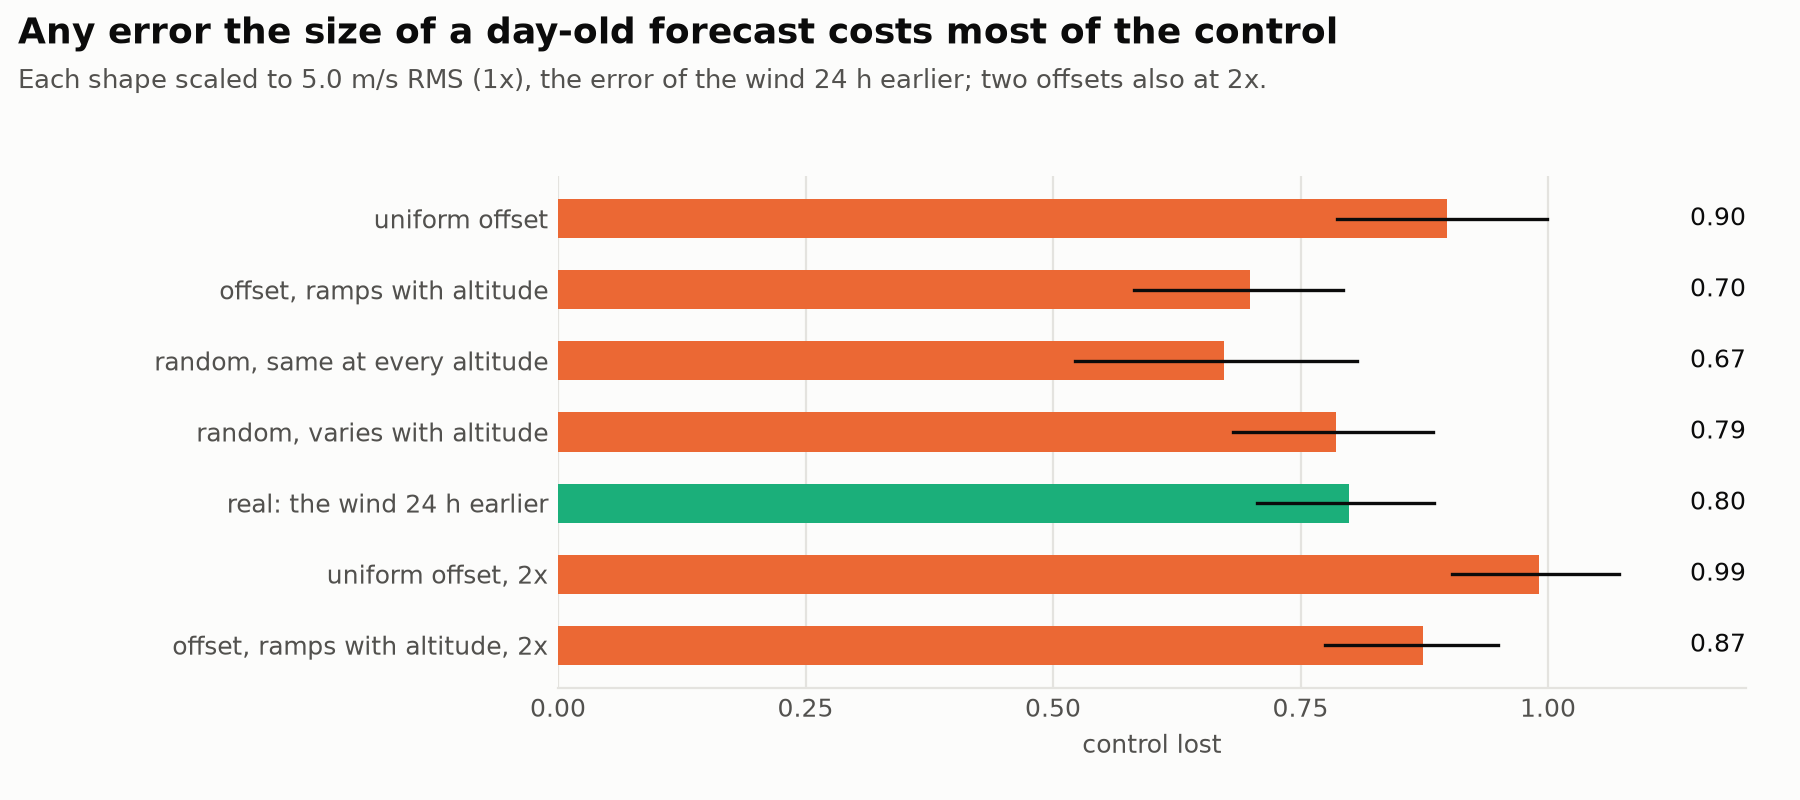 Any error the size of a day-old forecast costs most of the control
Each shape scaled to 5.0 m/s RMS (1x), the error of the wind 24 h earlier; two offsets also at 2x.
uniform offset 0.90
offset, ramps with altitude 0.70
random, same at every altitude 0.67
random, varies with altitude 0.79
real: the wind 24 h earlier 0.80
uniform offset, 2x 0.99
offset, ramps with altitude, 2x 0.87
0.00 0.25 0.50 0.75 1.00
control lost